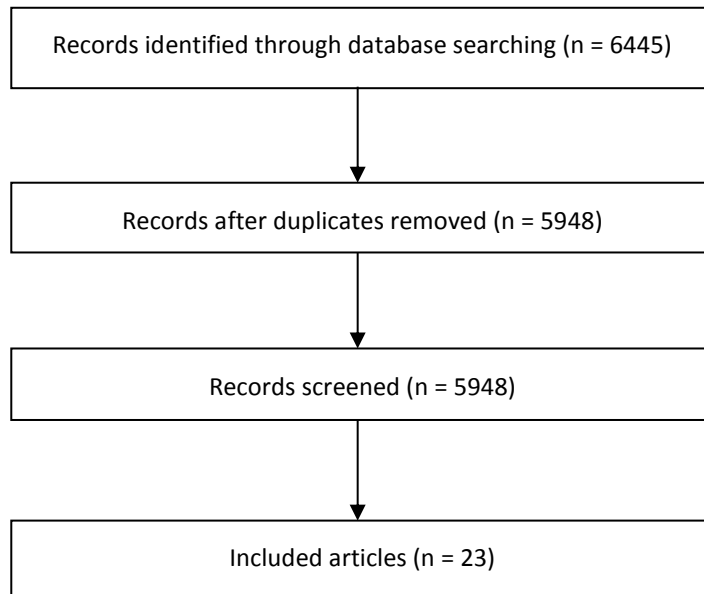 Records identified through database searching (n = 6445)
Records after duplicates removed (n = 5948)
Records screened (n = 5948)
Included articles (n = 23)